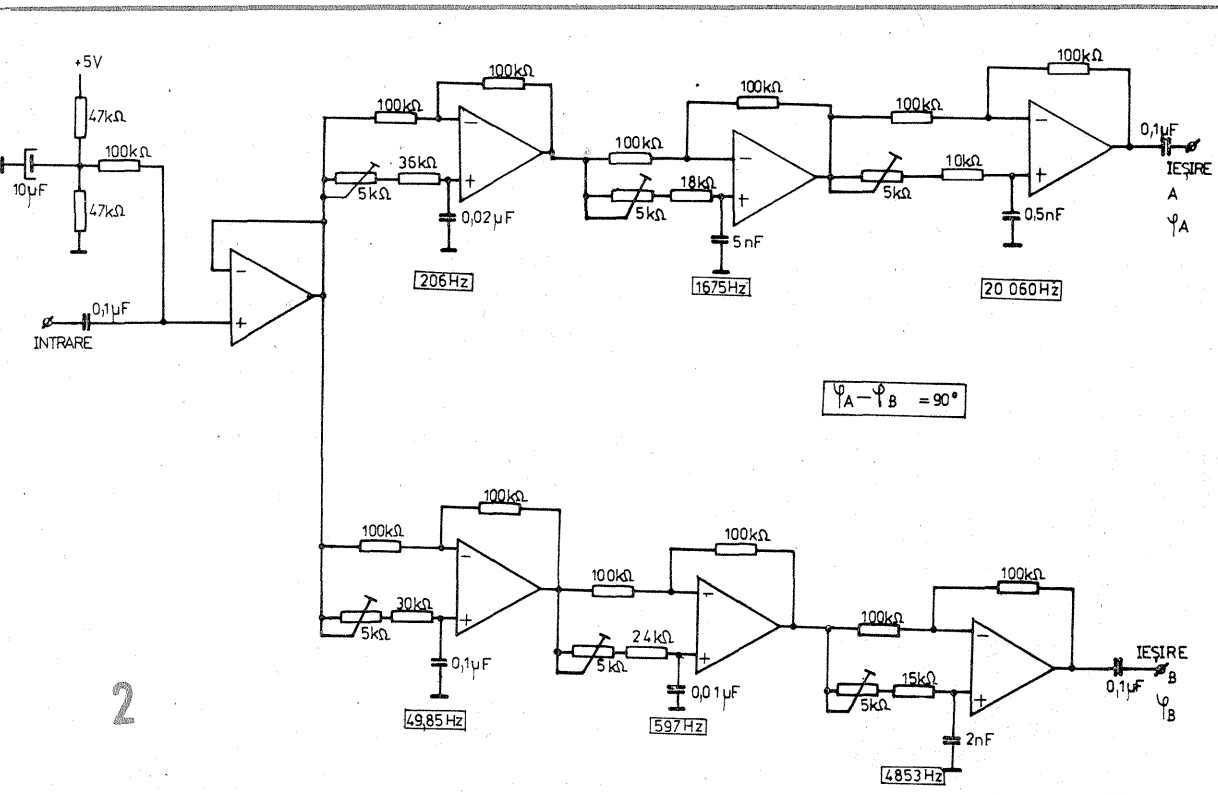 +5V
47kΩ
100kΩ
10µF
47kΩ
0,1µF
INTRARE
−
+
100kΩ
100kΩ
36kΩ
5kΩ
−
+
0,02µF
206Hz
100kΩ
100kΩ
18kΩ
5kΩ
−
+
5nF
1675Hz
100kΩ
100kΩ
10kΩ
5kΩ
−
+
0,5nF
20 060Hz
0,1µF
IEȘIRE
A
φA
φA−φB =90°
100kΩ
100kΩ
30kΩ
5kΩ
−
+
0,1µF
49,85Hz
100kΩ
100kΩ
24kΩ
5kΩ
−
+
0,01µF
597Hz
100kΩ
100kΩ
15kΩ
5kΩ
−
+
2nF
4853Hz
0,1µF
IEȘIRE
B
φB
2